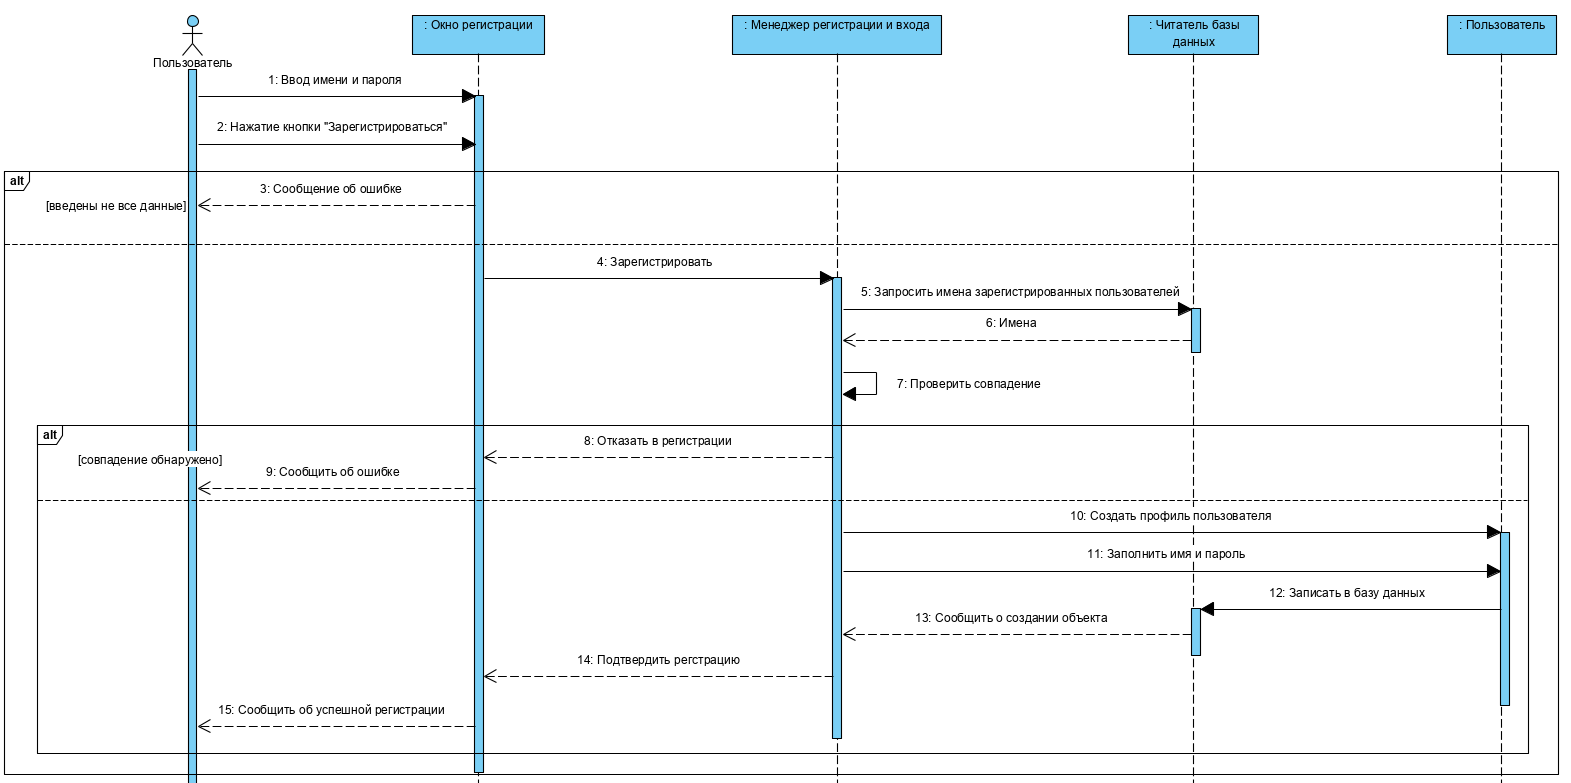 : Окно регистрации
: Менеджер регистрации и входа
: Читатель базы
данных
: Пользователь
Пользователь
1: Ввод имени и пароля
2: Нажатие кнопки "Зарегистрироваться"
alt
3: Сообщение об ошибке
[введены не все данные]
4: Зарегистрировать
5: Запросить имена зарегистрированных пользователей
6: Имена
7: Проверить совпадение
alt
8: Отказать в регистрации
[совпадение обнаружено]
9: Сообщить об ошибке
10: Создать профиль пользователя
11: Заполнить имя и пароль
12: Записать в базу данных
13: Сообщить о создании объекта
14: Подтвердить регстрацию
15: Сообщить об успешной регистрации